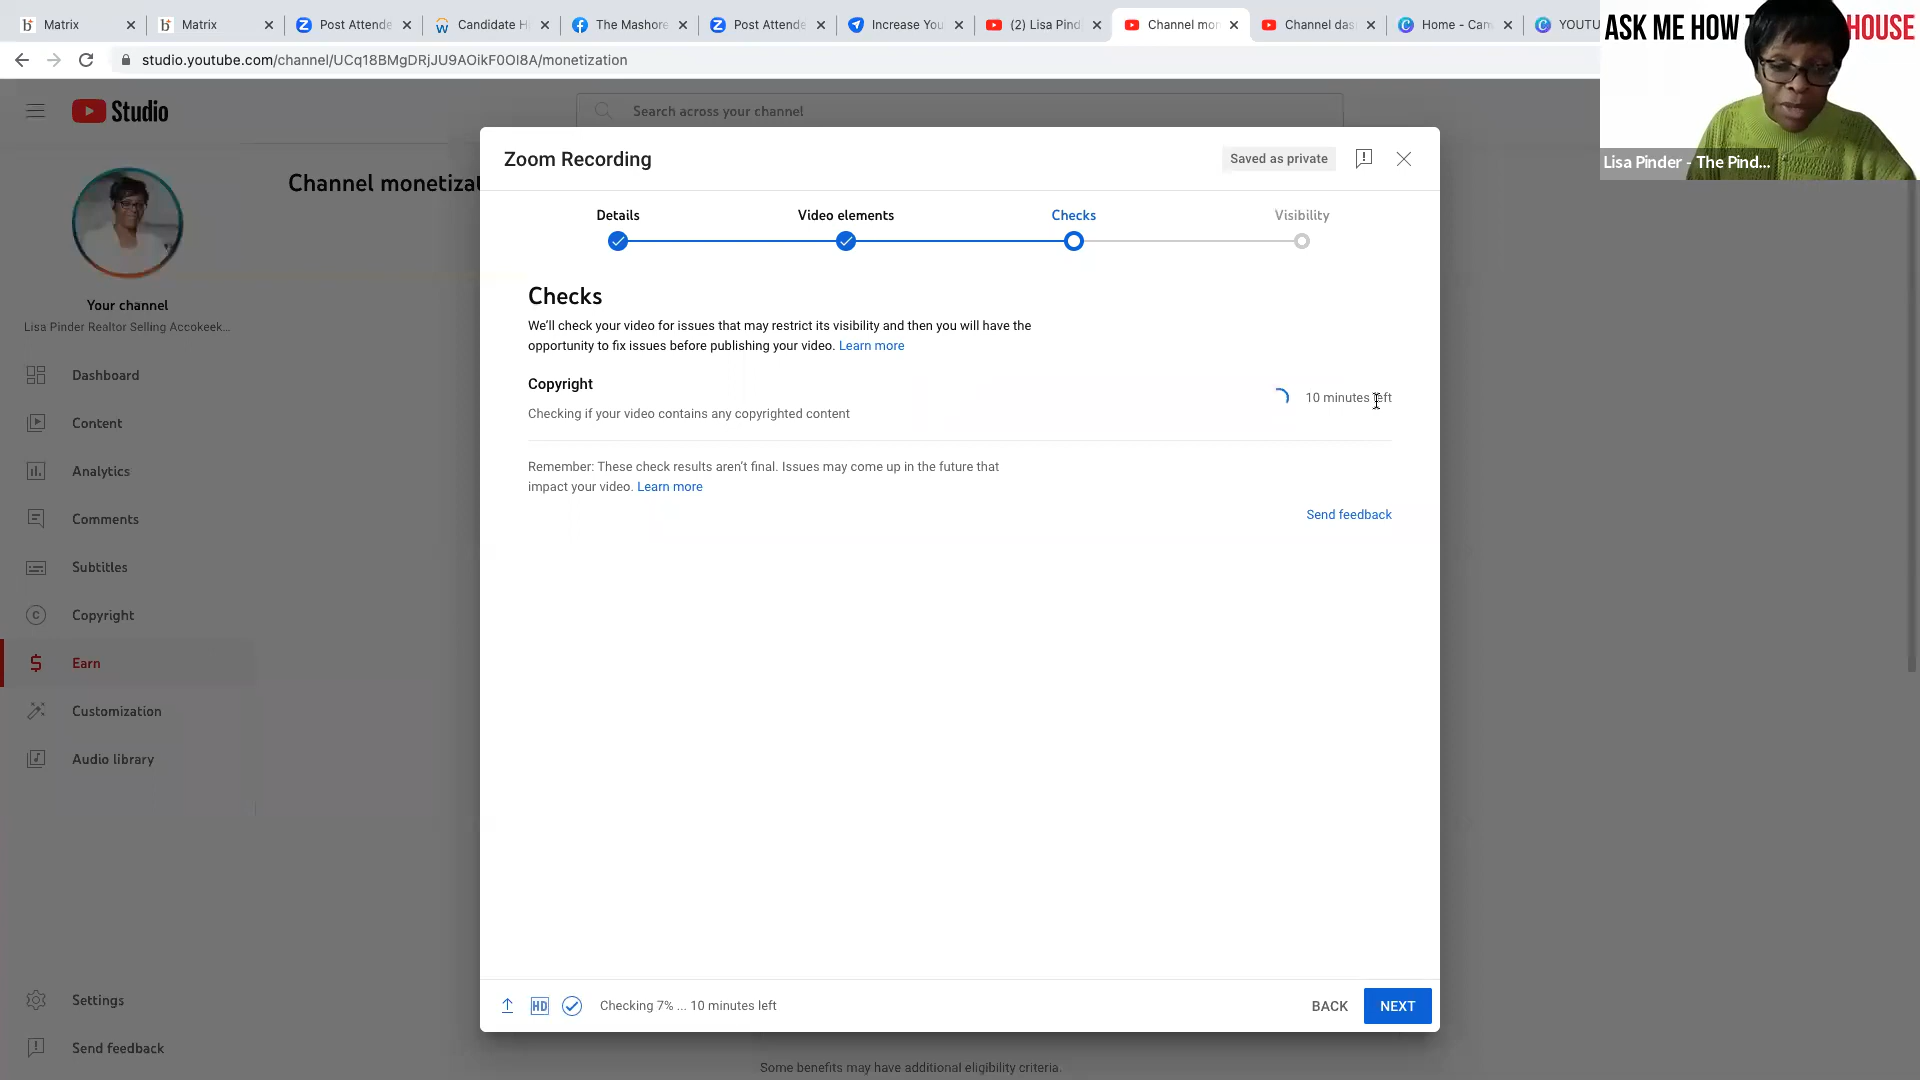 Matrix
Matrix
Post Attende
Candidate Hi
The Mashore
Post Attende
Increase You
(2) Lisa Pind
Channel mon
Channel das
Home - Can
YOUTU
ASK ME HOW T HOUSE
studio.youtube.com/channel/UCq18BMgDRjJU9AOikF0OI8A/monetization
Studio
Search across your channel
Lisa Pinder - The Pind...
Channel monetizat
Zoom Recording
Saved as private
Details
Video elements
Checks
Visibility
Your channel
Lisa Pinder Realtor Selling Accokeek...
Dashboard
Content
Analytics
Comments
Subtitles
Copyright
Earn
Customization
Audio library
Settings
Send feedback
Checks
We'll check your video for issues that may restrict its visibility and then you will have the
opportunity to fix issues before publishing your video. Learn more
Copyright
Checking if your video contains any copyrighted content
10 minutes left
Remember: These check results aren't final. Issues may come up in the future that
impact your video. Learn more
Send feedback
HD
Checking 7% ... 10 minutes left
BACK
NEXT
Some benefits may have additional eligibility criteria.